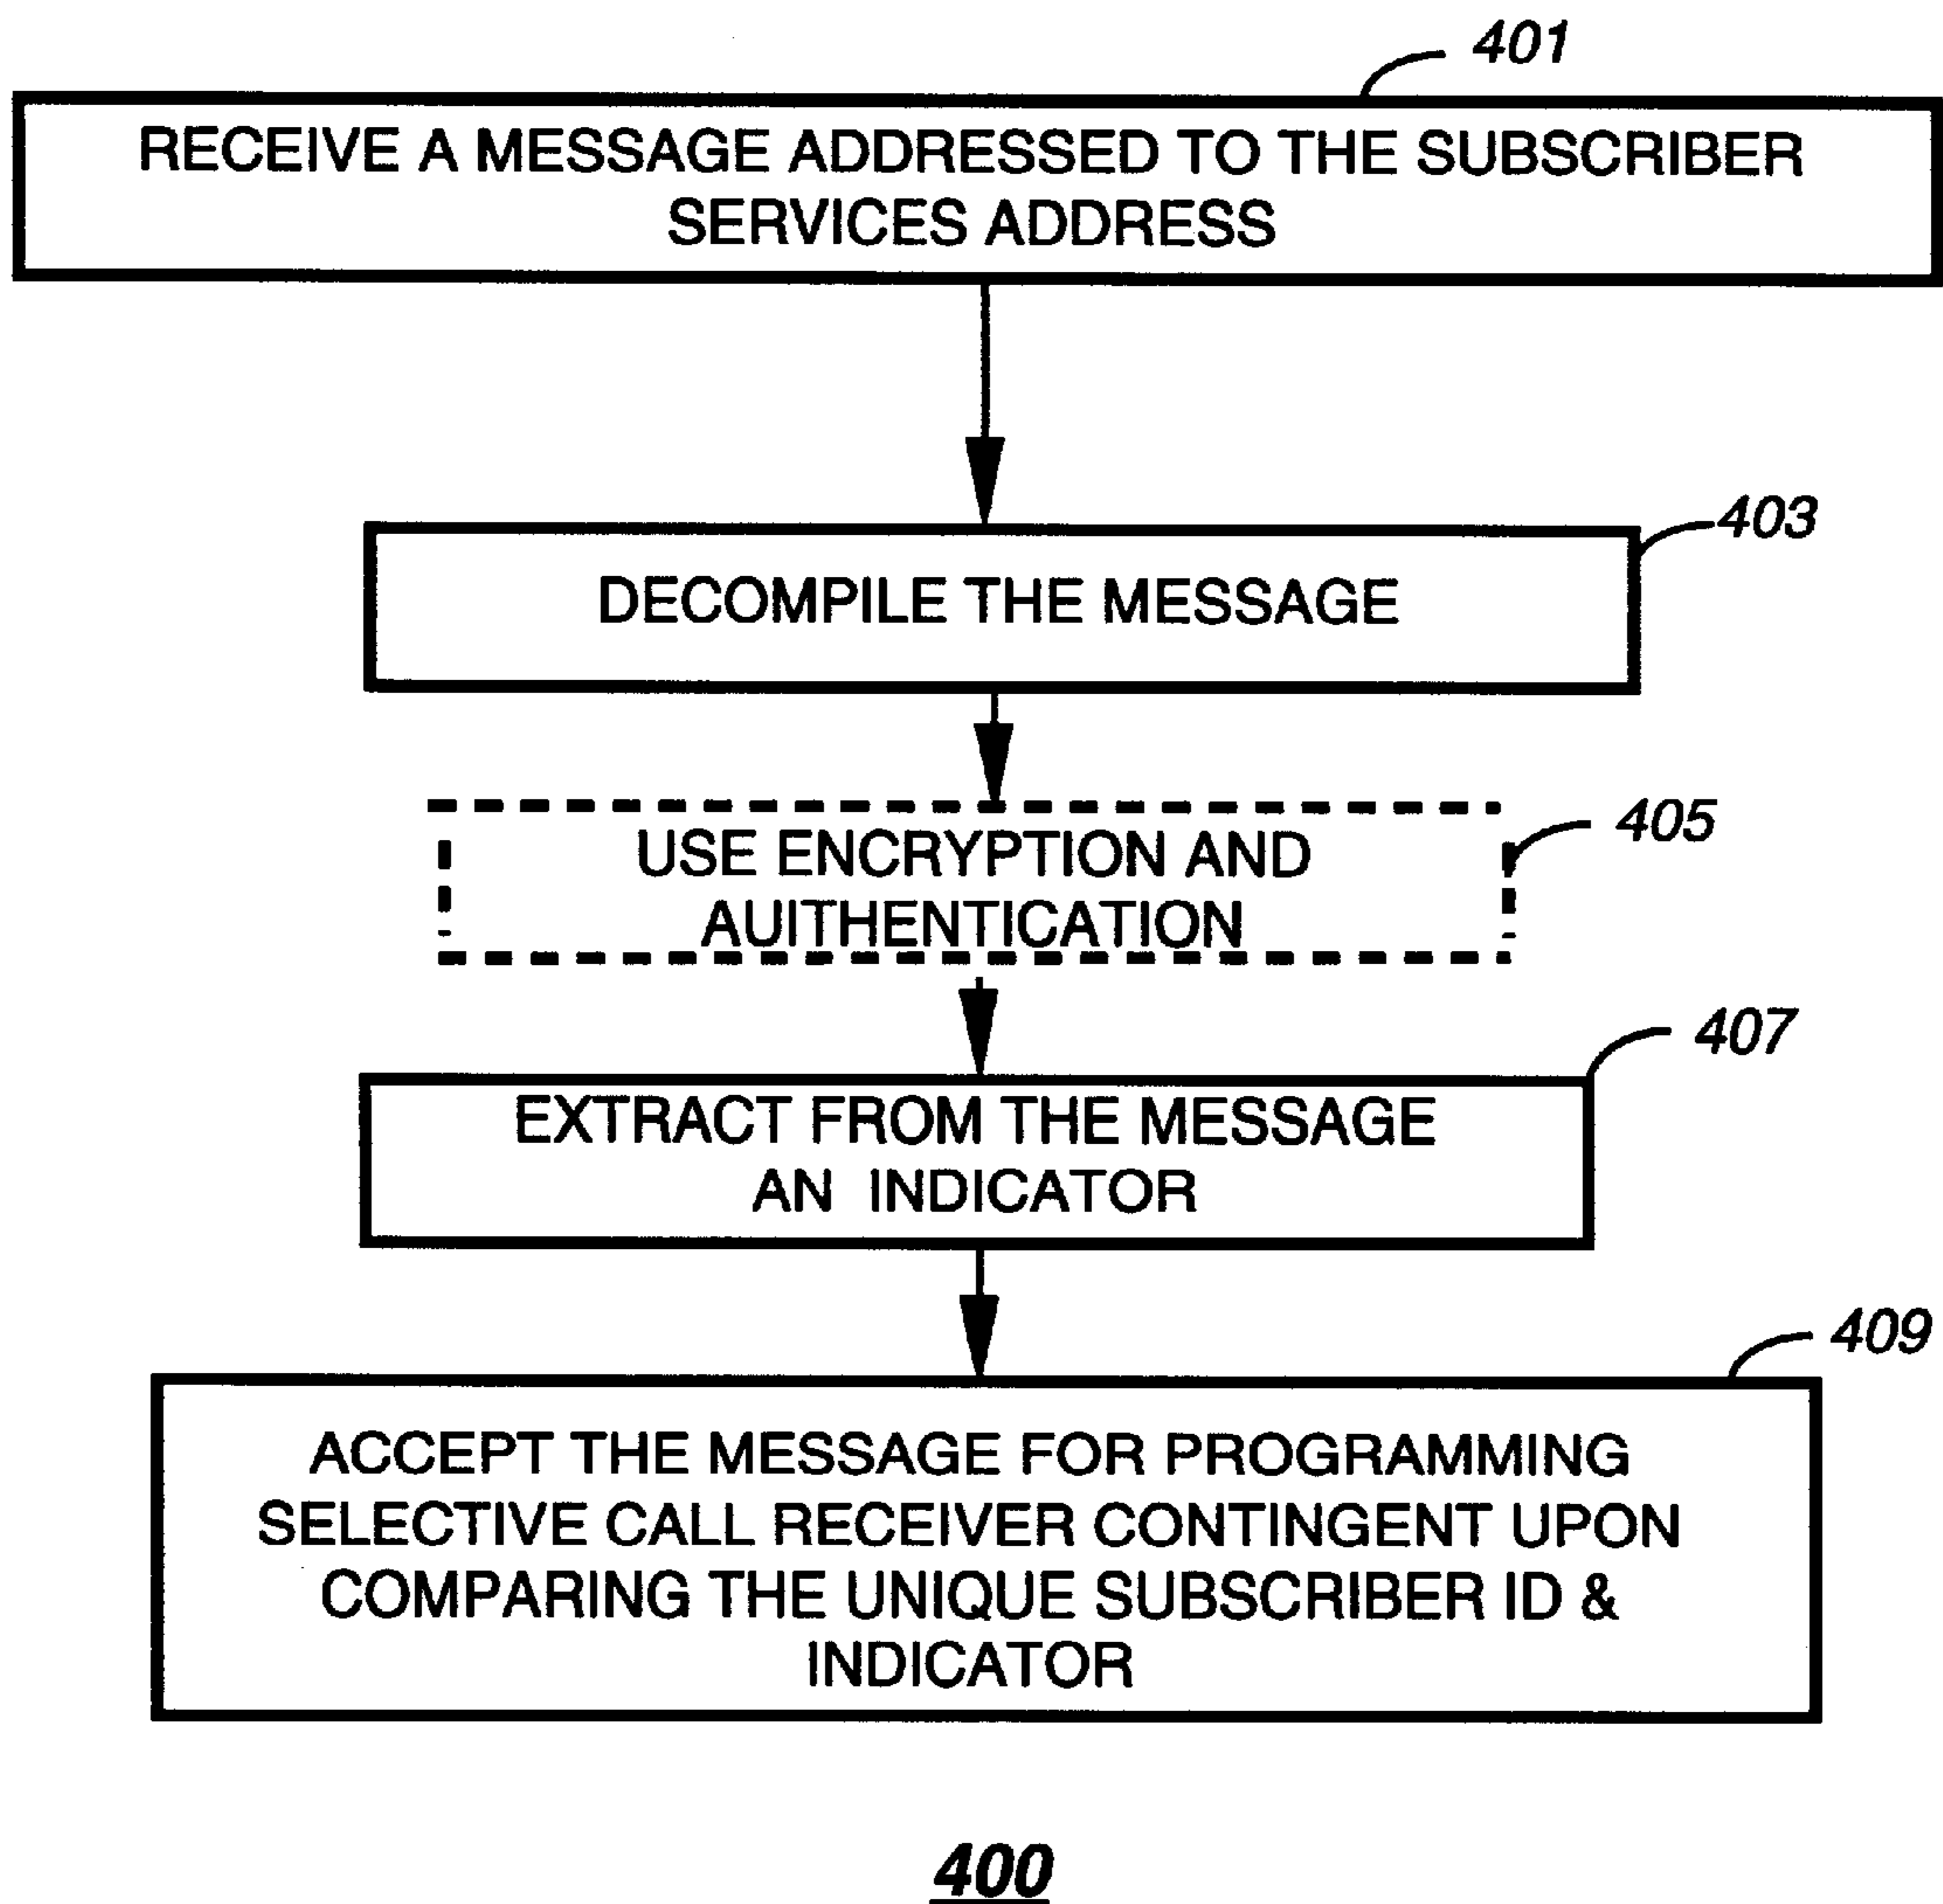 401
RECEIVE A MESSAGE ADDRESSED TO THE SUBSCRIBER
SERVICES ADDRESS
403
DECOMPILE THE MESSAGE
405
USE ENCRYPTION AND
AUITHENTICATION
407
EXTRACT FROM THE MESSAGE
AN INDICATOR
409
ACCEPT THE MESSAGE FOR PROGRAMMING
SELECTIVE CALL RECEIVER CONTINGENT UPON
COMPARING THE UNIQUE SUBSCRIBER ID &
INDICATOR
400